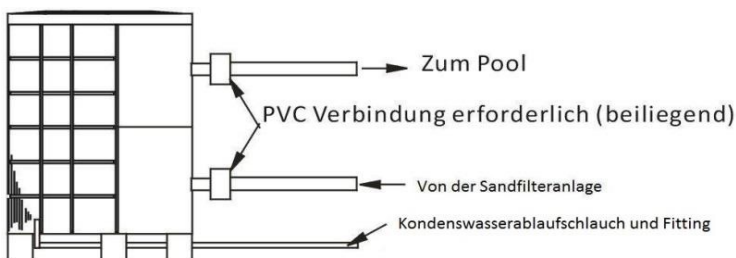 Zum Pool
PVC Verbindung erforderlich (beiliegend)
Von der Sandfilteranlage
Kondenswasserablaufschlauch und Fitting